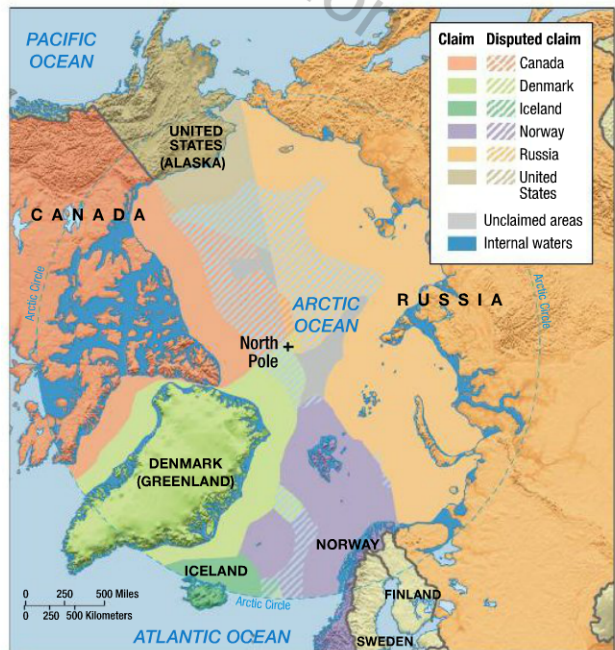 PACIFIC
OCEAN
Claim Disputed claim
Canada
Denmark
Iceland
Norway
Russia
United
States
Unclaimed areas
Internal waters
UNITED
STATES
(ALASKA)
CANADA
Arctic Circle
ARCTIC
OCEAN
RUSSIA
Arctic Circle
North
Pole
DENMARK
(GREENLAND)
NORWAY
ICELAND
FINLAND
0 500 Miles
0 500 Kilometers
Arctic Circle
ATLANTIC OCEAN
SWEDEN